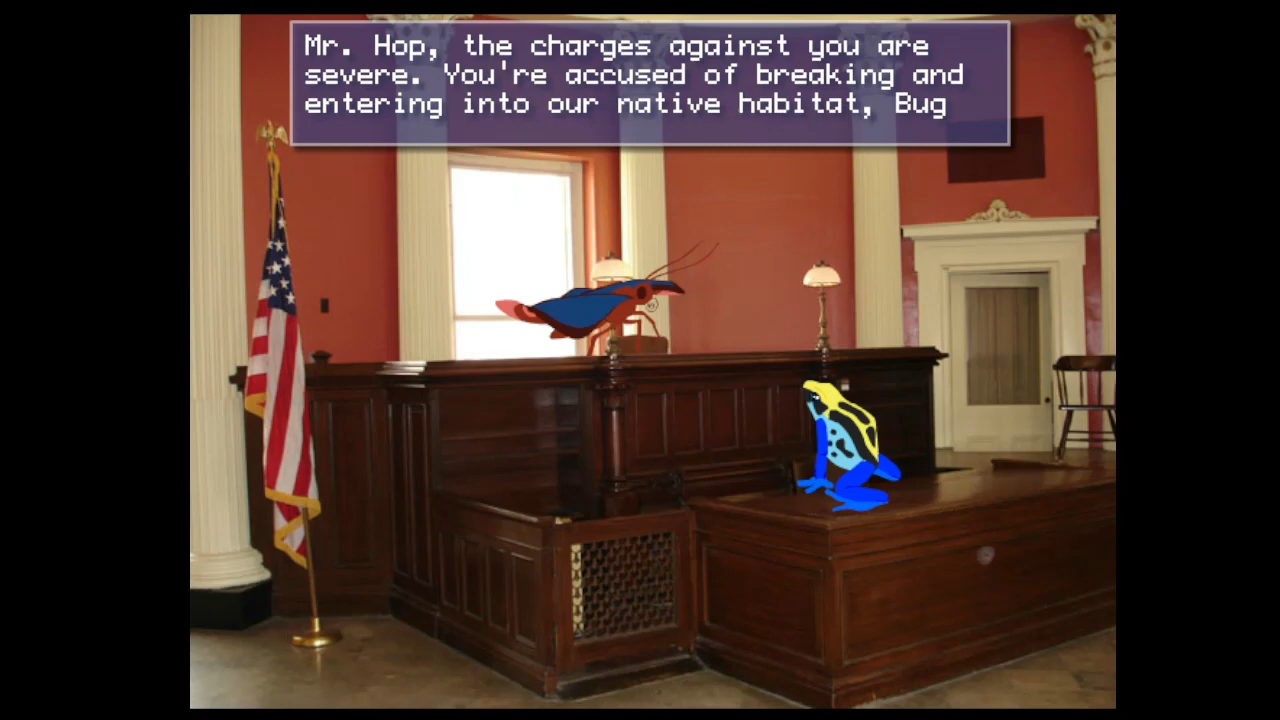 Mr. Hop, the charges against you are
severe. You're accused of breaking and
entering into our native habitat, Bug